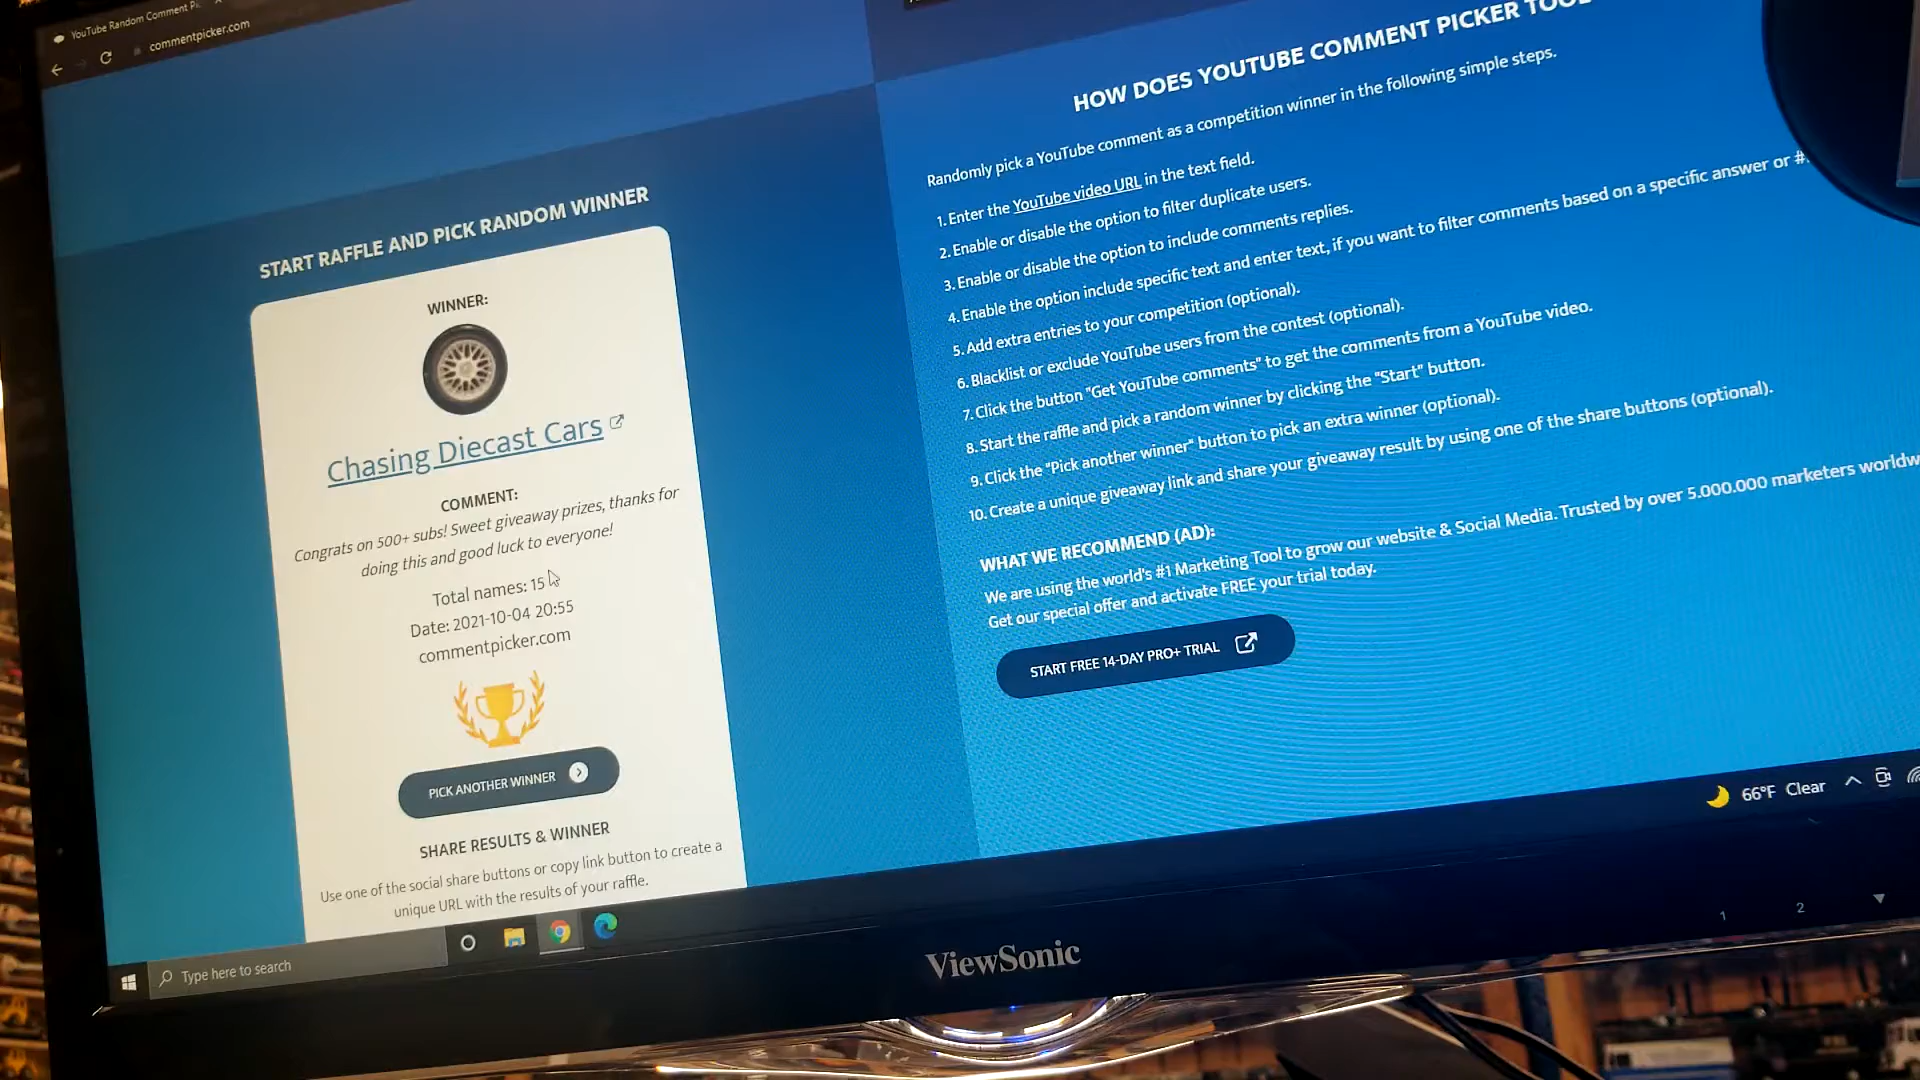 YouTube Random Comment P
commentpicker.com
START RAFFLE AND PICK RANDOM WINNER
WINNER:
Chasing Diecast Cars
COMMENT:
Congrats on 500+ subs! Sweet giveaway prizes, thanks for
doing this and good luck to everyone!
Total names: 15
Date: 2021-10-04 20:55
commentpicker.com
PICK ANOTHER WINNER
SHARE RESULTS & WINNER
Use one of the social share buttons or copy link button to create a
unique URL with the results of your raffle.
HOW DOES YOUTUBE COMMENT PICKER TOOL
Randomly pick a YouTube comment as a competition winner in the following simple steps.
1. Enter the YouTube video URL in the text field.
2. Enable or disable the option to filter duplicate users.
3. Enable or disable the option to include comments replies.
4. Enable the option include specific text and enter text, if you want to filter comments based on a specific answer or #
5. Add extra entries to your competition (optional).
6. Blacklist or exclude YouTube users from the contest (optional).
7. Click the button "Get YouTube comments" to get the comments from a YouTube video.
8. Start the raffle and pick a random winner by clicking the "Start" button.
9. Click the "Pick another winner" button to pick an extra winner (optional).
10. Create a unique giveaway link and share your giveaway result by using one of the share buttons (optional).
WHAT WE RECOMMEND (AD):
We are using the world's #1 Marketing Tool to grow our website & Social Media. Trusted by over 5.000.000 marketers worldw
Get our special offer and activate FREE your trial today.
START FREE 14-DAY PRO+ TRIAL
66°F Clear
Type here to search
ViewSonic
1
2